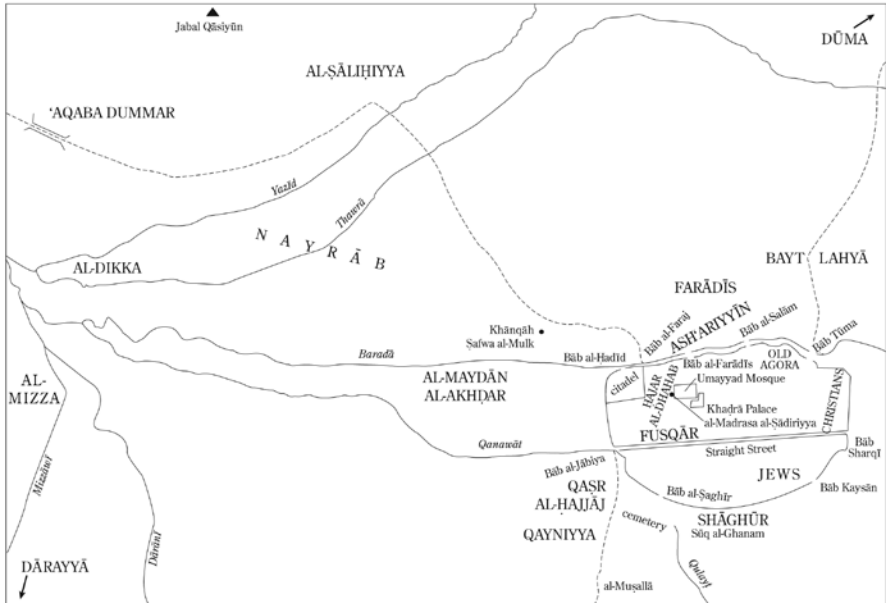 Jabal Qāsiyūn
DŪMA
AL-ṢĀLIḤIYYA
ʻAQABA DUMMAR
Yazīd
Thawrā
NAYRĀB
AL-DIKKA
BAYT LAHYĀ
FARĀDĪS
Khānqāh
Ṣafwa al-Mulk
Bāb al-Faraj
ASHʻARIYYĪN
Bāb al-Salām
Bāb Tūma
Baradā
Bāb al-Ḥadīd
Bāb al-Farādīs
OLD
AGORA
citadel
ḤAJAR
AL-DHAHAB
Umayyad Mosque
AL-MAYDĀN
AL-AKHḌAR
AL-
MIZZA
Khaḍrā Palace
al-Madrasa al-Ṣādiriyya
CHRISTIANS
FUSQĀR
Qanawāt
Straight Street
Bāb
Sharqī
Mizzāwī
Bāb al-Jābiya
JEWS
QAṢR
AL-ḤAJJĀJ
Bāb al-Ṣaghīr
Bāb Kaysān
QAYNIYYA
cemetery
SHĀGHŪR
Sūq al-Ghanam
Dārānī
DĀRAYYĀ
al-Muṣallā
Qulayṭ